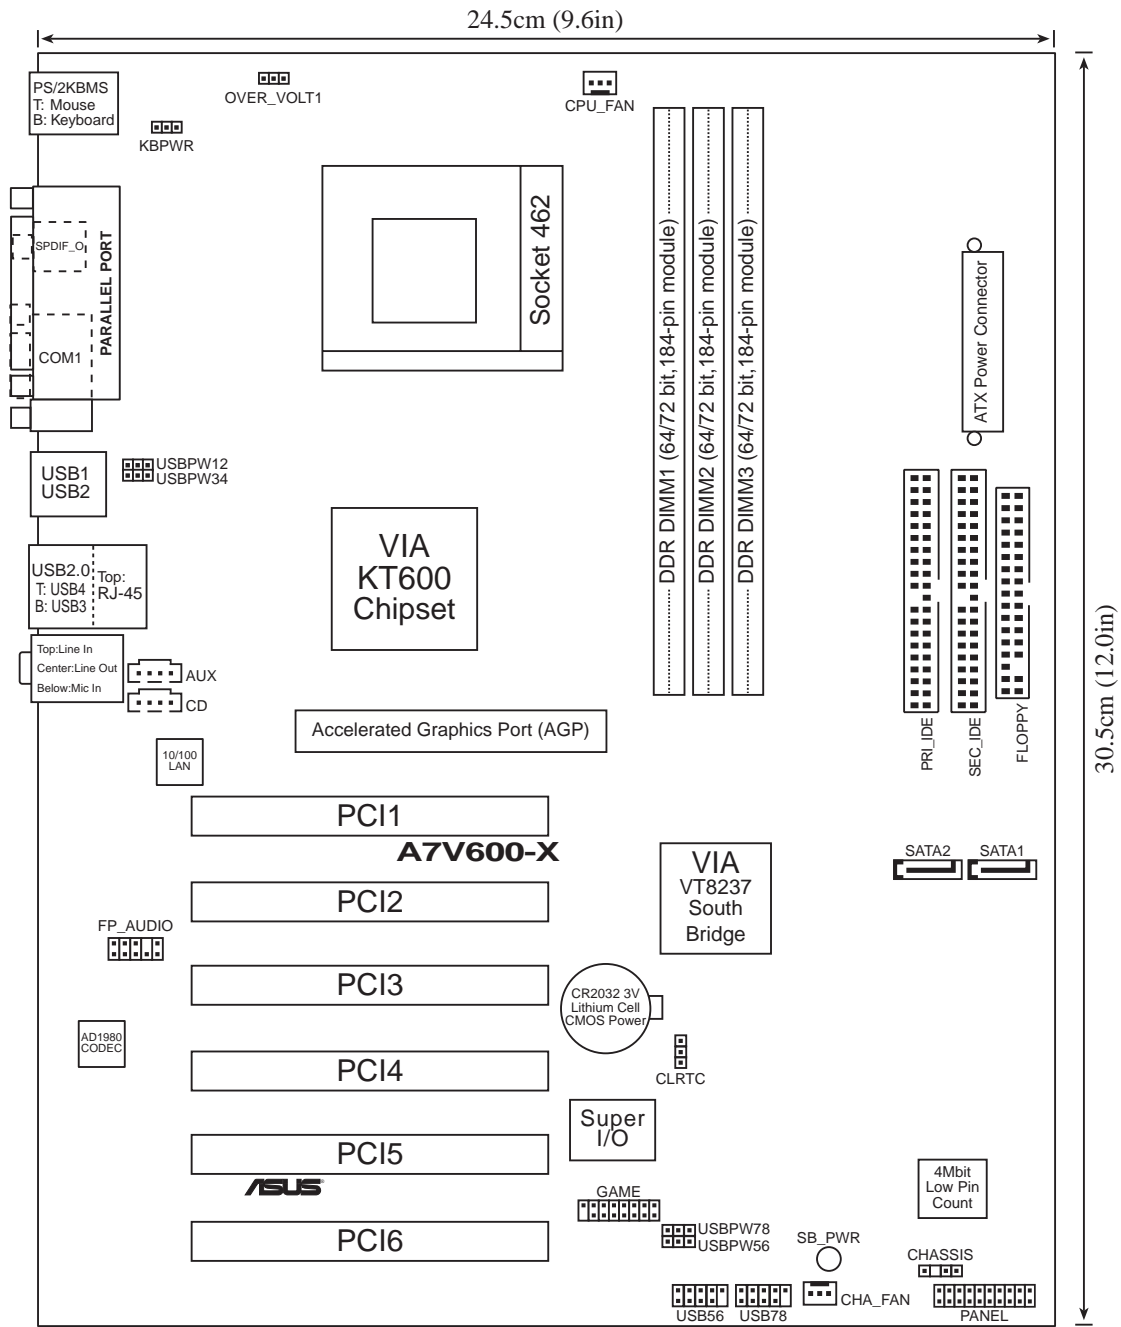 24.5cm (9.6in)
PS/2KBMS
T: Mouse
B: Keyboard
OVER_VOLT1
CPU_FAN
KBPWR
SPDIF_O
PARALLEL PORT
COM1
Socket 462
DDR DIMM1 (64/72 bit,184-pin module)
DDR DIMM2 (64/72 bit,184-pin module)
DDR DIMM3 (64/72 bit,184-pin module)
ATX Power Connector
USB1
USB2
USBPW12
USBPW34
USB2.0
T: USB4
B: USB3
Top:
RJ-45
VIA
KT600
Chipset
Top:Line In
Center:Line Out
Below:Mic In
AUX
CD
30.5cm (12.0in)
PRI_IDE
SEC_IDE
FLOPPY
Accelerated Graphics Port (AGP)
10/100
LAN
PCI1
A7V600-X
SATA2
SATA1
VIA
VT8237
South
Bridge
PCI2
FP_AUDIO
PCI3
CR2032 3V
Lithium Cell
CMOS Power
AD1980
CODEC
PCI4
CLRTC
Super
I/O
PCI5
ASUS
4Mbit
Low Pin
Count
GAME
PCI6
USBPW78
USBPW56
SB_PWR
CHASSIS
USB56
USB78
CHA_FAN
PANEL